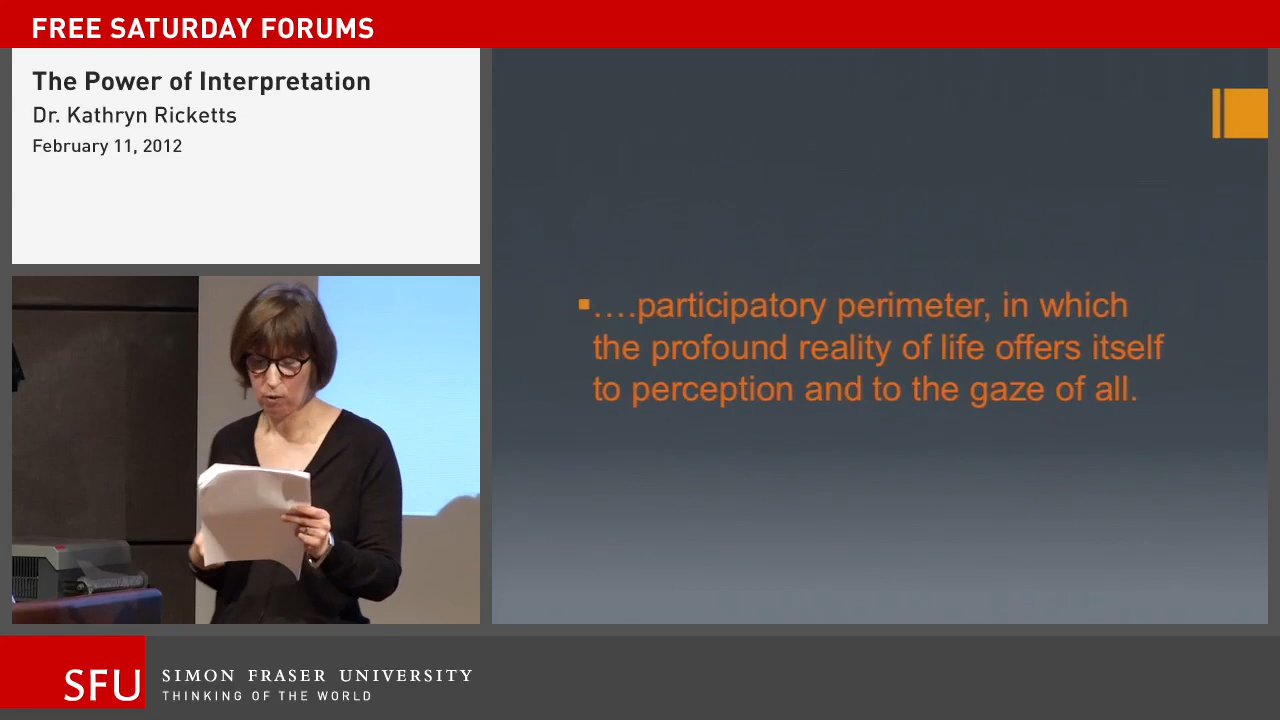 FREE SATURDAY FORUMS
The Power of Interpretation
Dr. Kathryn Ricketts
February 11, 2012
….participatory perimeter, in which
the profound reality of life offers itself
to perception and to the gaze of all.
SFU
SIMON FRASER UNIVERSITY
THINKING OF THE WORLD